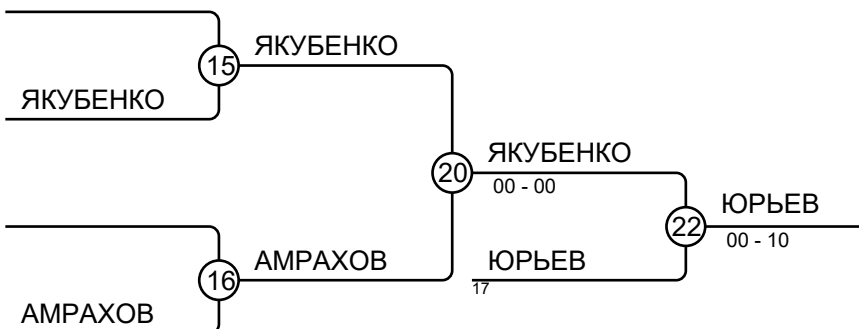 15
ЯКУБЕНКО
ЯКУБЕНКО
20
ЯКУБЕНКО
00 - 00
22
ЮРЬЕВ
00 - 10
16
АМРАХОВ
ЮРЬЕВ
17
АМРАХОВ